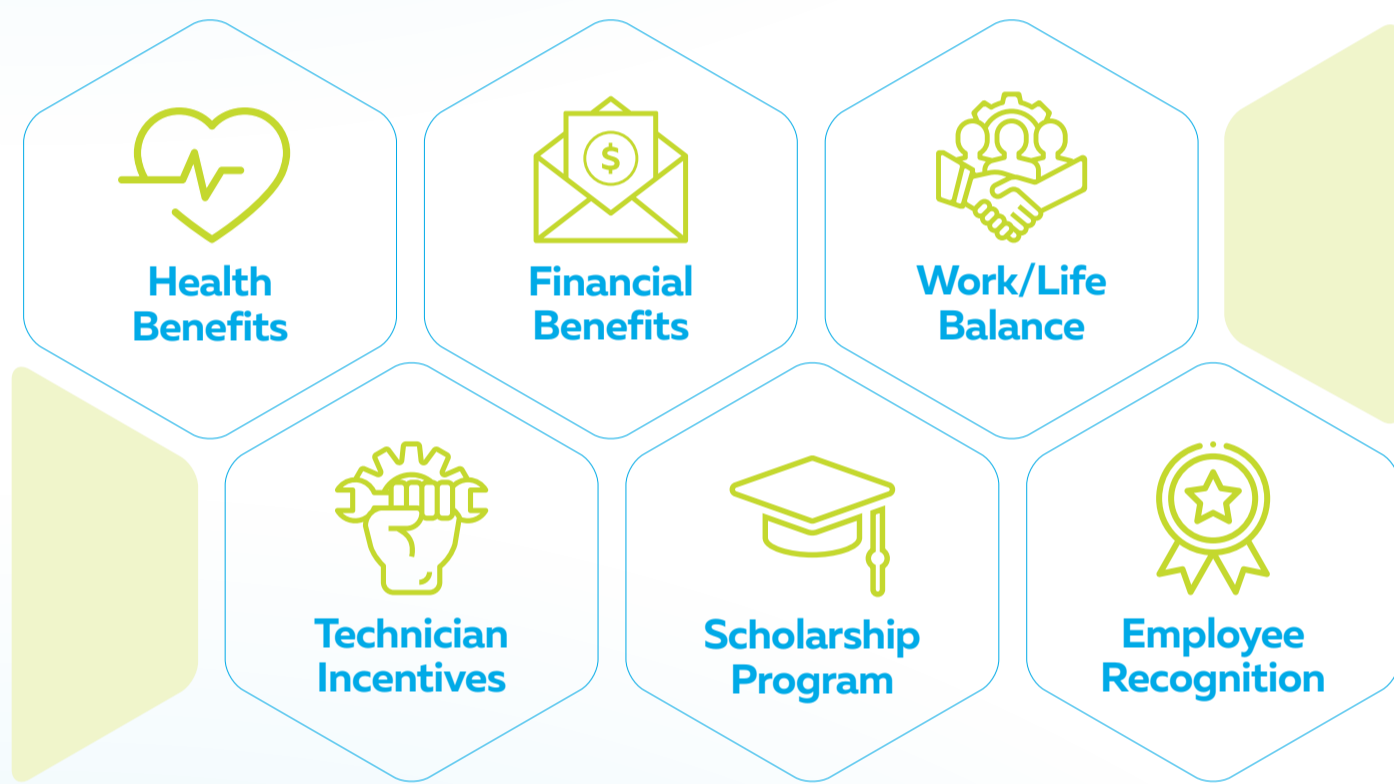 Health
Benefits
Financial
Benefits
Work/Life
Balance
Technician
Incentives
Scholarship
Program
Employee
Recognition
$